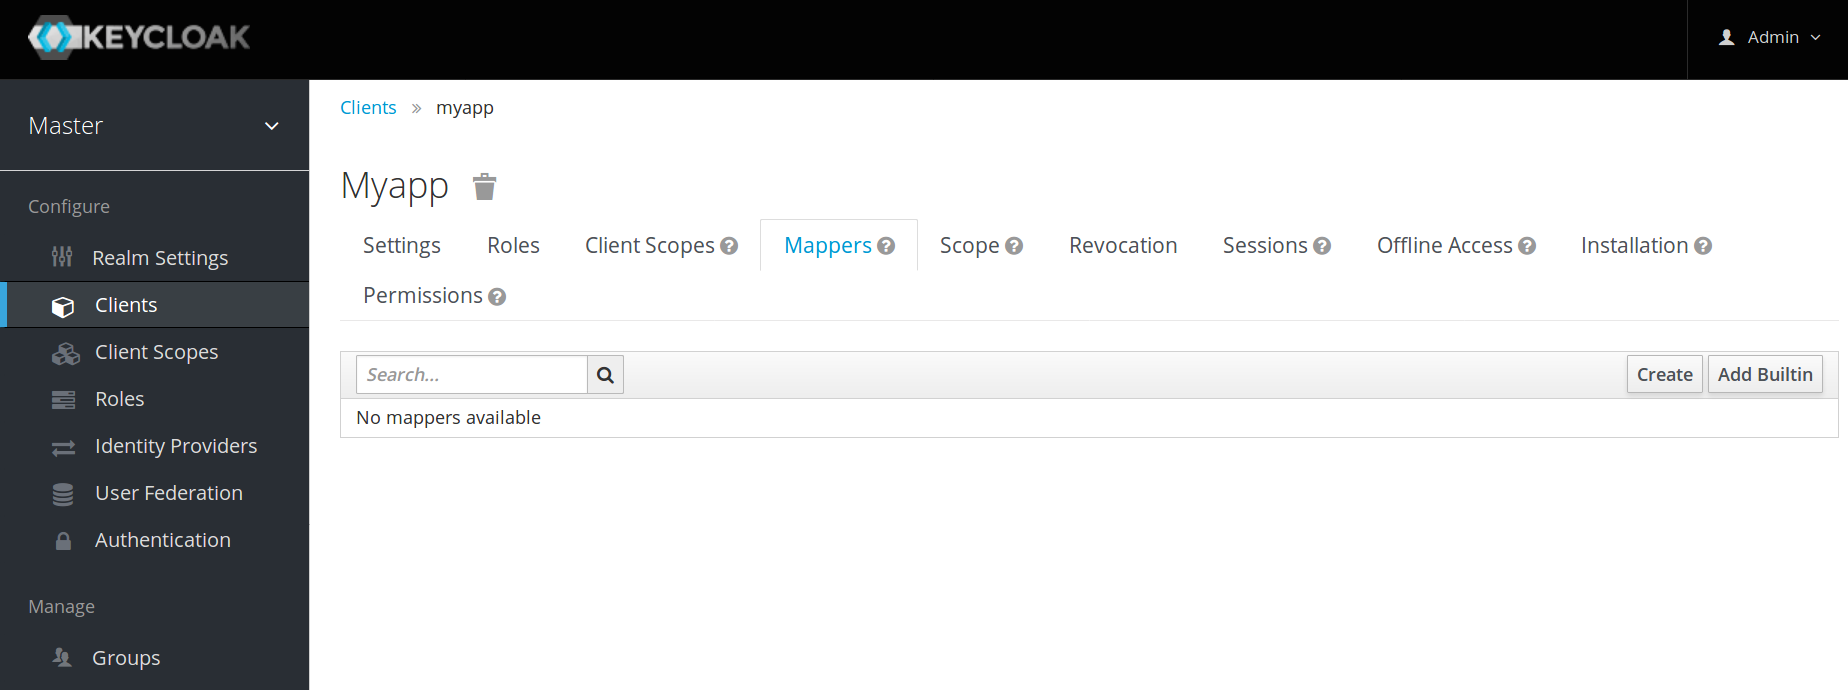 KEYCLOAK
Admin
Master
Configure
Realm Settings
Clients
Client Scopes
Roles
Identity Providers
User Federation
Authentication
Manage
Groups
Clients » myapp
Myapp
Settings Roles Client Scopes ? Mappers ? Scope ? Revocation Sessions ? Offline Access ? Installation ?
Permissions ?
Search... Create Add Builtin
No mappers available